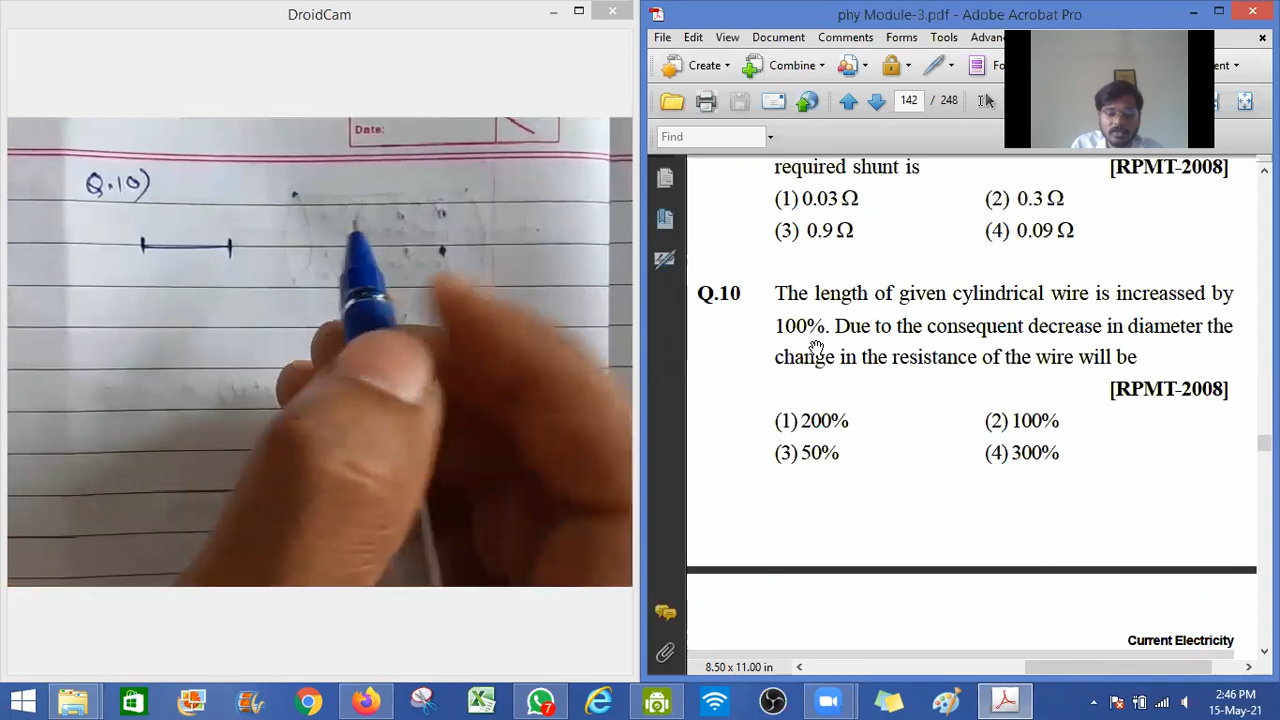 DroidCam
phy Module-3.pdf - Adobe Acrobat Pro
File Edit View Document Comments Forms Tools Advan
Create Combine
142 / 248
Find
Date:
Q.10)
required shunt is [RPMT-2008]
(1) 0.03 Ω (2) 0.3 Ω
(3) 0.9 Ω (4) 0.09 Ω
Q.10 The length of given cylindrical wire is increassed by
100%. Due to the consequent decrease in diameter the
change in the resistance of the wire will be
[RPMT-2008]
(1) 200% (2) 100%
(3) 50% (4) 300%
Current Electricity
8.50 x 11.00 in
7
2:46 PM
15-May-21